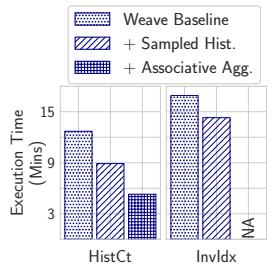 Weave Baseline
+ Sampled Hist.
+ Associative Agg.
Execution Time
(Mins)
15
9
3
NA
HistCt
InvIdx